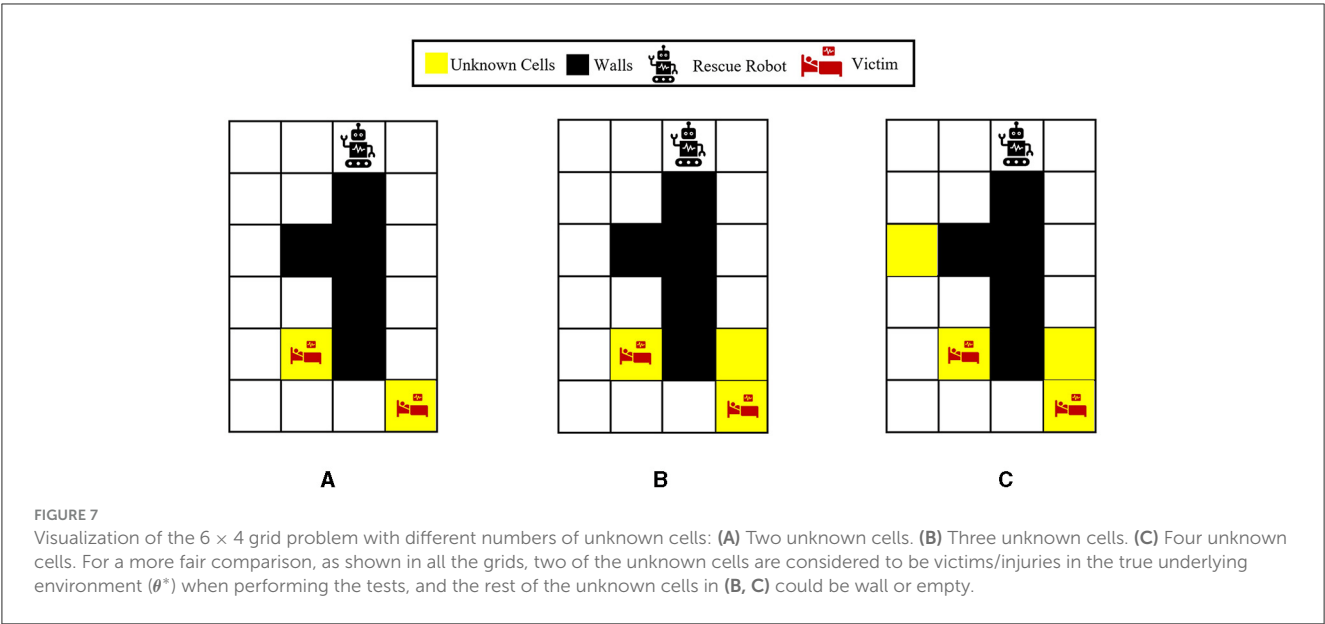 Unknown Cells Walls Rescue Robot Victim
A B C
FIGURE 7
Visualization of the 6 × 4 grid problem with different numbers of unknown cells: (A) Two unknown cells. (B) Three unknown cells. (C) Four unknown
cells. For a more fair comparison, as shown in all the grids, two of the unknown cells are considered to be victims/injuries in the true underlying
environment (θ*) when performing the tests, and the rest of the unknown cells in (B, C) could be wall or empty.